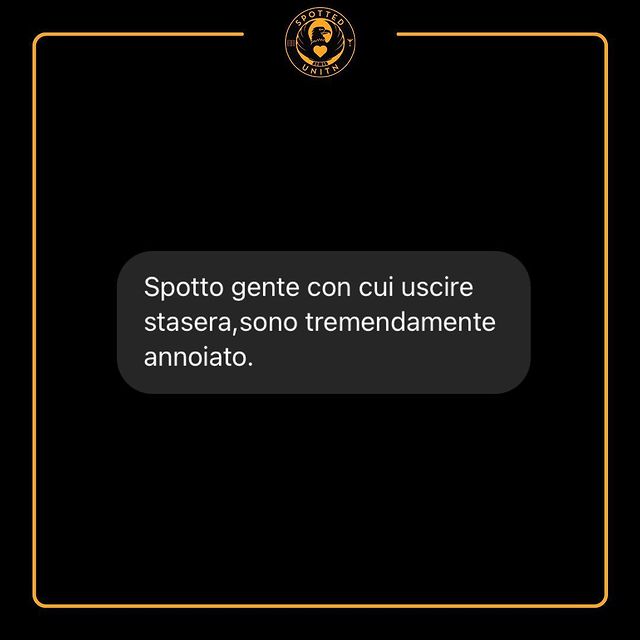 SPOTTED
UNITN
Spotto gente con cui uscire
stasera,sono tremendamente
annoiato.